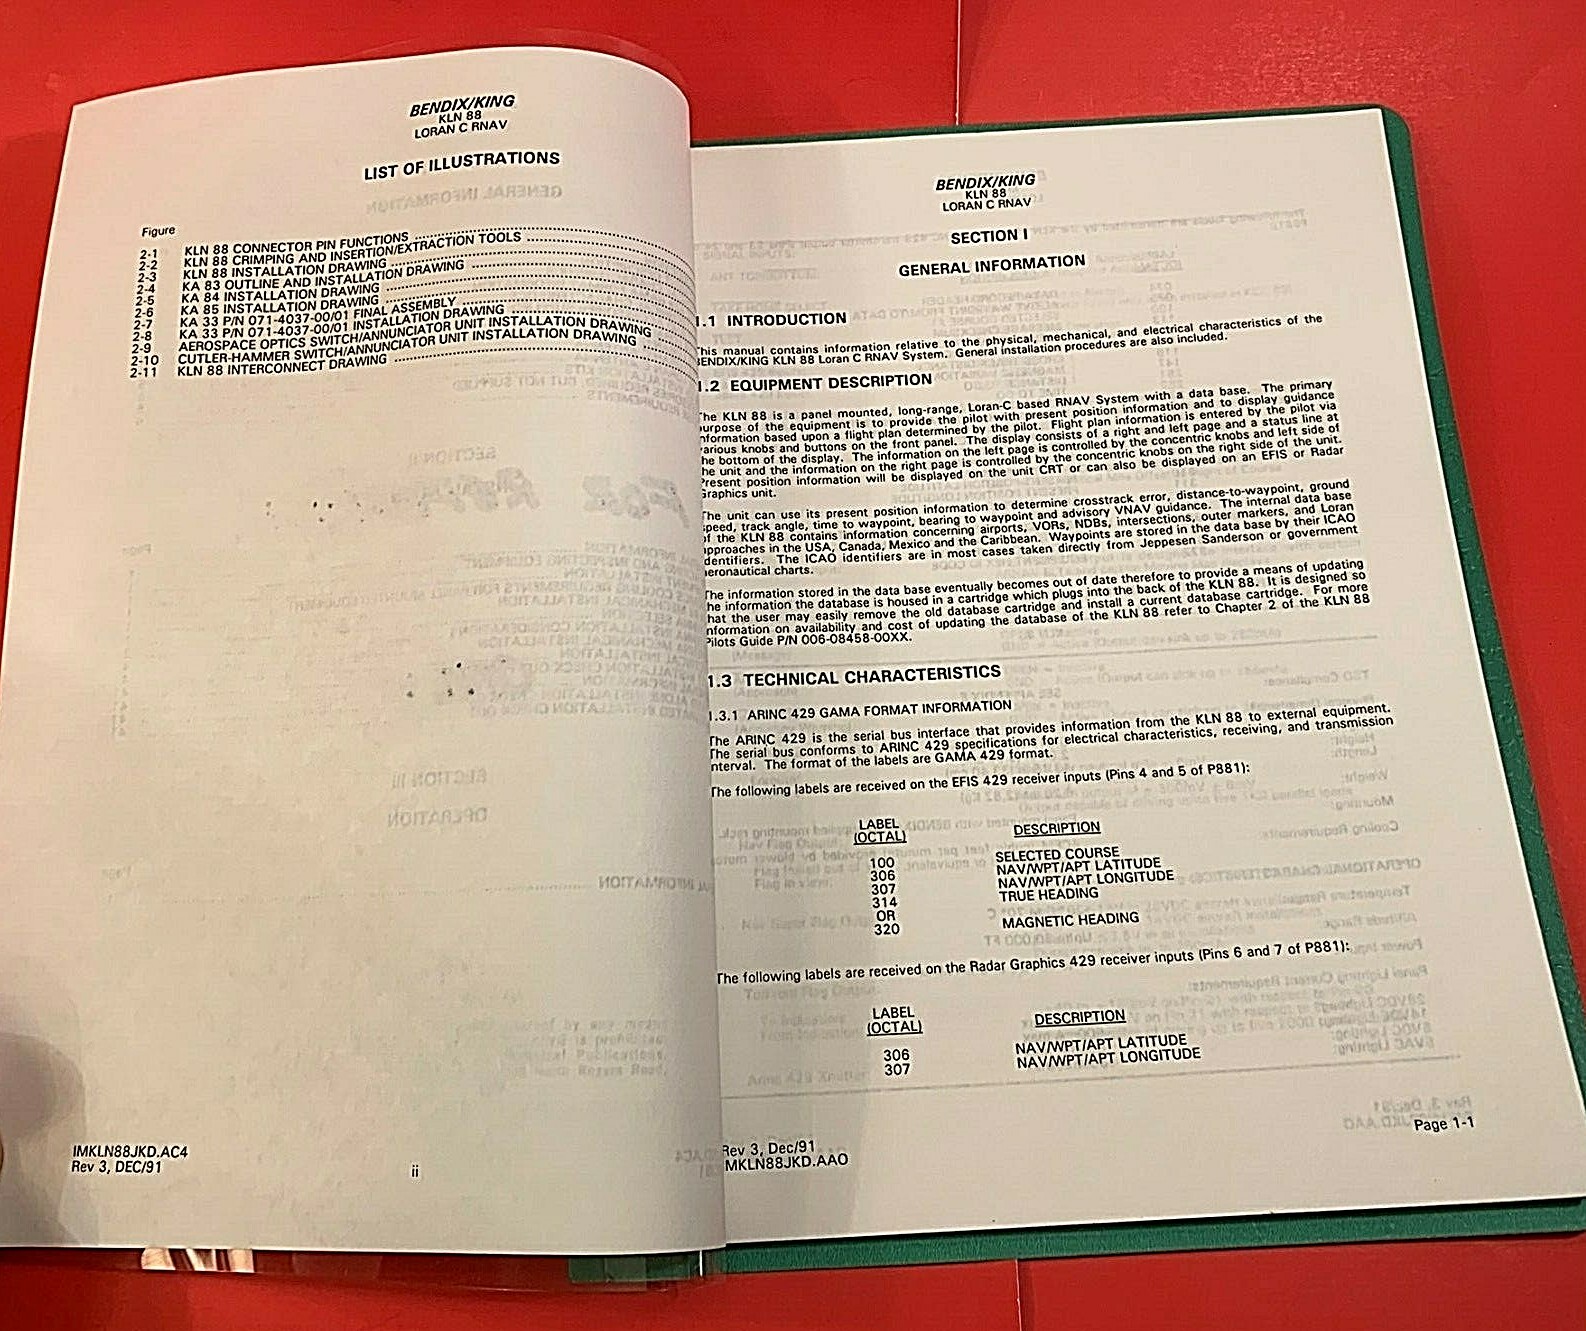 BENDIX/KING
KLN 88
LORAN C RNAV
LIST OF ILLUSTRATIONS
Figure
2-1 KLN 88 CONNECTOR PIN FUNCTIONS
2-2 KLN 88 CRIMPING AND INSERTION/EXTRACTION TOOLS
2-3 KLN 88 INSTALLATION DRAWING
2-4 KA 83 OUTLINE AND INSTALLATION DRAWING
2-5 KA 84 INSTALLATION DRAWING
2-6 KA 85 INSTALLATION DRAWING
2-7 KA 33 P/N 071-4037-00/01 FINAL ASSEMBLY
2-8 KA 33 P/N 071-4037-00/01 INSTALLATION DRAWING
2-9 AEROSPACE OPTICS SWITCH/ANNUNCIATOR UNIT INSTALLATION DRAWING
2-10 CUTLER-HAMMER SWITCH/ANNUNCIATOR UNIT INSTALLATION DRAWING
2-11 KLN 88 INTERCONNECT DRAWING
IMKLN88JKD.AC4
Rev 3, DEC/91
ii
BENDIX/KING
KLN 88
LORAN C RNAV
SECTION I
GENERAL INFORMATION
1.1 INTRODUCTION
This manual contains information relative to the physical, mechanical, and electrical characteristics of the
BENDIX/KING KLN 88 Loran C RNAV System. General installation procedures are also included.
1.2 EQUIPMENT DESCRIPTION
The KLN 88 is a panel mounted, long-range, Loran-C based RNAV System with a data base. The primary
purpose of the equipment is to provide the pilot with present position information and to display guidance
information based upon a flight plan determined by the pilot. Flight plan information is entered by the pilot via
various knobs and buttons on the front panel. The display consists of a right and left page and a status line at
the bottom of the display. The information on the left page is controlled by the concentric knobs and left side of
the unit and the information on the right page is controlled by the concentric knobs on the right side of the unit.
Present position information will be displayed on the unit CRT or can also be displayed on an EFIS or Radar
Graphics unit.
The unit can use its present position information to determine crosstrack error, distance-to-waypoint, ground
speed, track angle, time to waypoint, bearing to waypoint and advisory VNAV guidance. The internal data base
of the KLN 88 contains information concerning airports, VORs, NDBs, intersections, outer markers, and Loran
approaches in the USA, Canada, Mexico and the Caribbean. Waypoints are stored in the data base by their ICAO
identifiers. The ICAO identifiers are in most cases taken directly from Jeppesen Sanderson or government
aeronautical charts.
The information stored in the data base eventually becomes out of date therefore to provide a means of updating
the information the database is housed in a cartridge which plugs into the back of the KLN 88. It is designed so
that the user may easily remove the old database cartridge and install a current database cartridge. For more
information on availability and cost of updating the database of the KLN 88 refer to Chapter 2 of the KLN 88
Pilots Guide P/N 006-08458-00XX.
1.3 TECHNICAL CHARACTERISTICS
1.3.1 ARINC 429 GAMA FORMAT INFORMATION
The ARINC 429 is the serial bus interface that provides information from the KLN 88 to external equipment.
The serial bus conforms to ARINC 429 specifications for electrical characteristics, receiving, and transmission
interval. The format of the labels are GAMA 429 format.
The following labels are received on the EFIS 429 receiver inputs (Pins 4 and 5 of P881):
LABEL
(OCTAL) DESCRIPTION
100 SELECTED COURSE
306 NAV/WPT/APT LATITUDE
307 NAV/WPT/APT LONGITUDE
314 TRUE HEADING
OR
320 MAGNETIC HEADING
The following labels are received on the Radar Graphics 429 receiver inputs (Pins 6 and 7 of P881):
LABEL
(OCTAL) DESCRIPTION
306 NAV/WPT/APT LATITUDE
307 NAV/WPT/APT LONGITUDE
Rev 3, Dec/91
IMKLN88JKD.AAO
Page 1-1